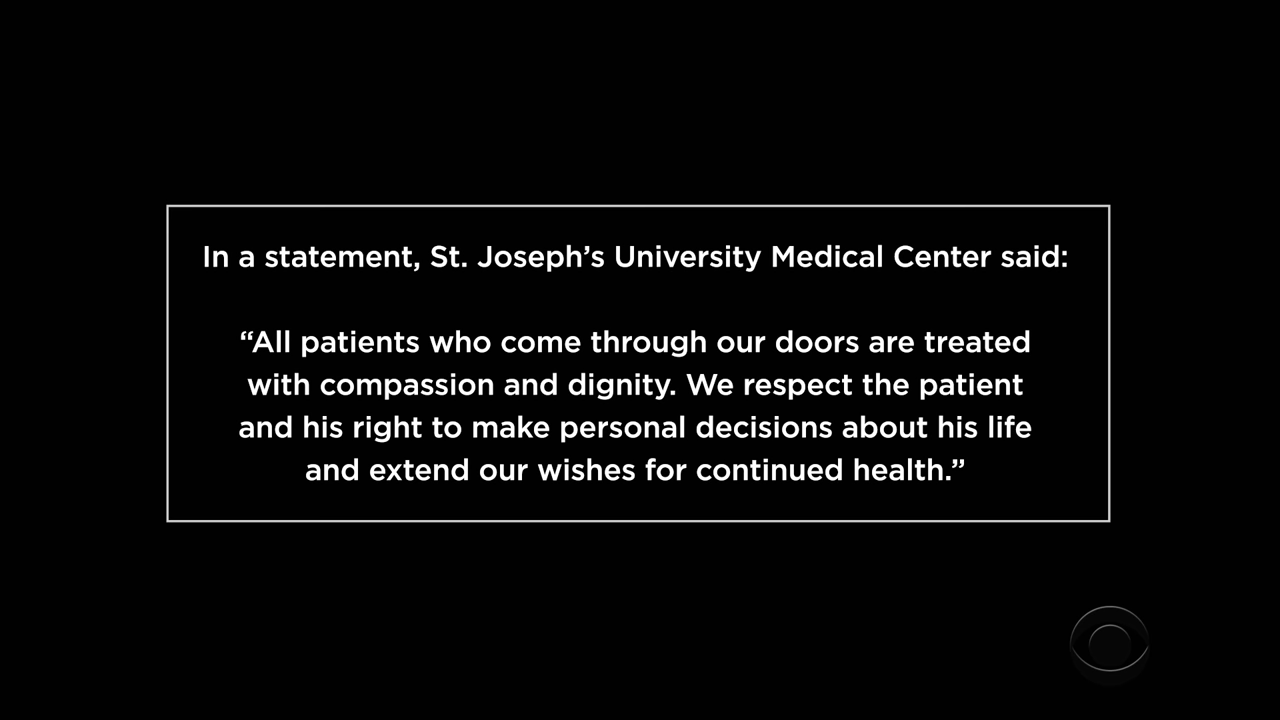 In a statement, St. Joseph’s University Medical Center said:
“All patients who come through our doors are treated
with compassion and dignity. We respect the patient
and his right to make personal decisions about his life
and extend our wishes for continued health.”